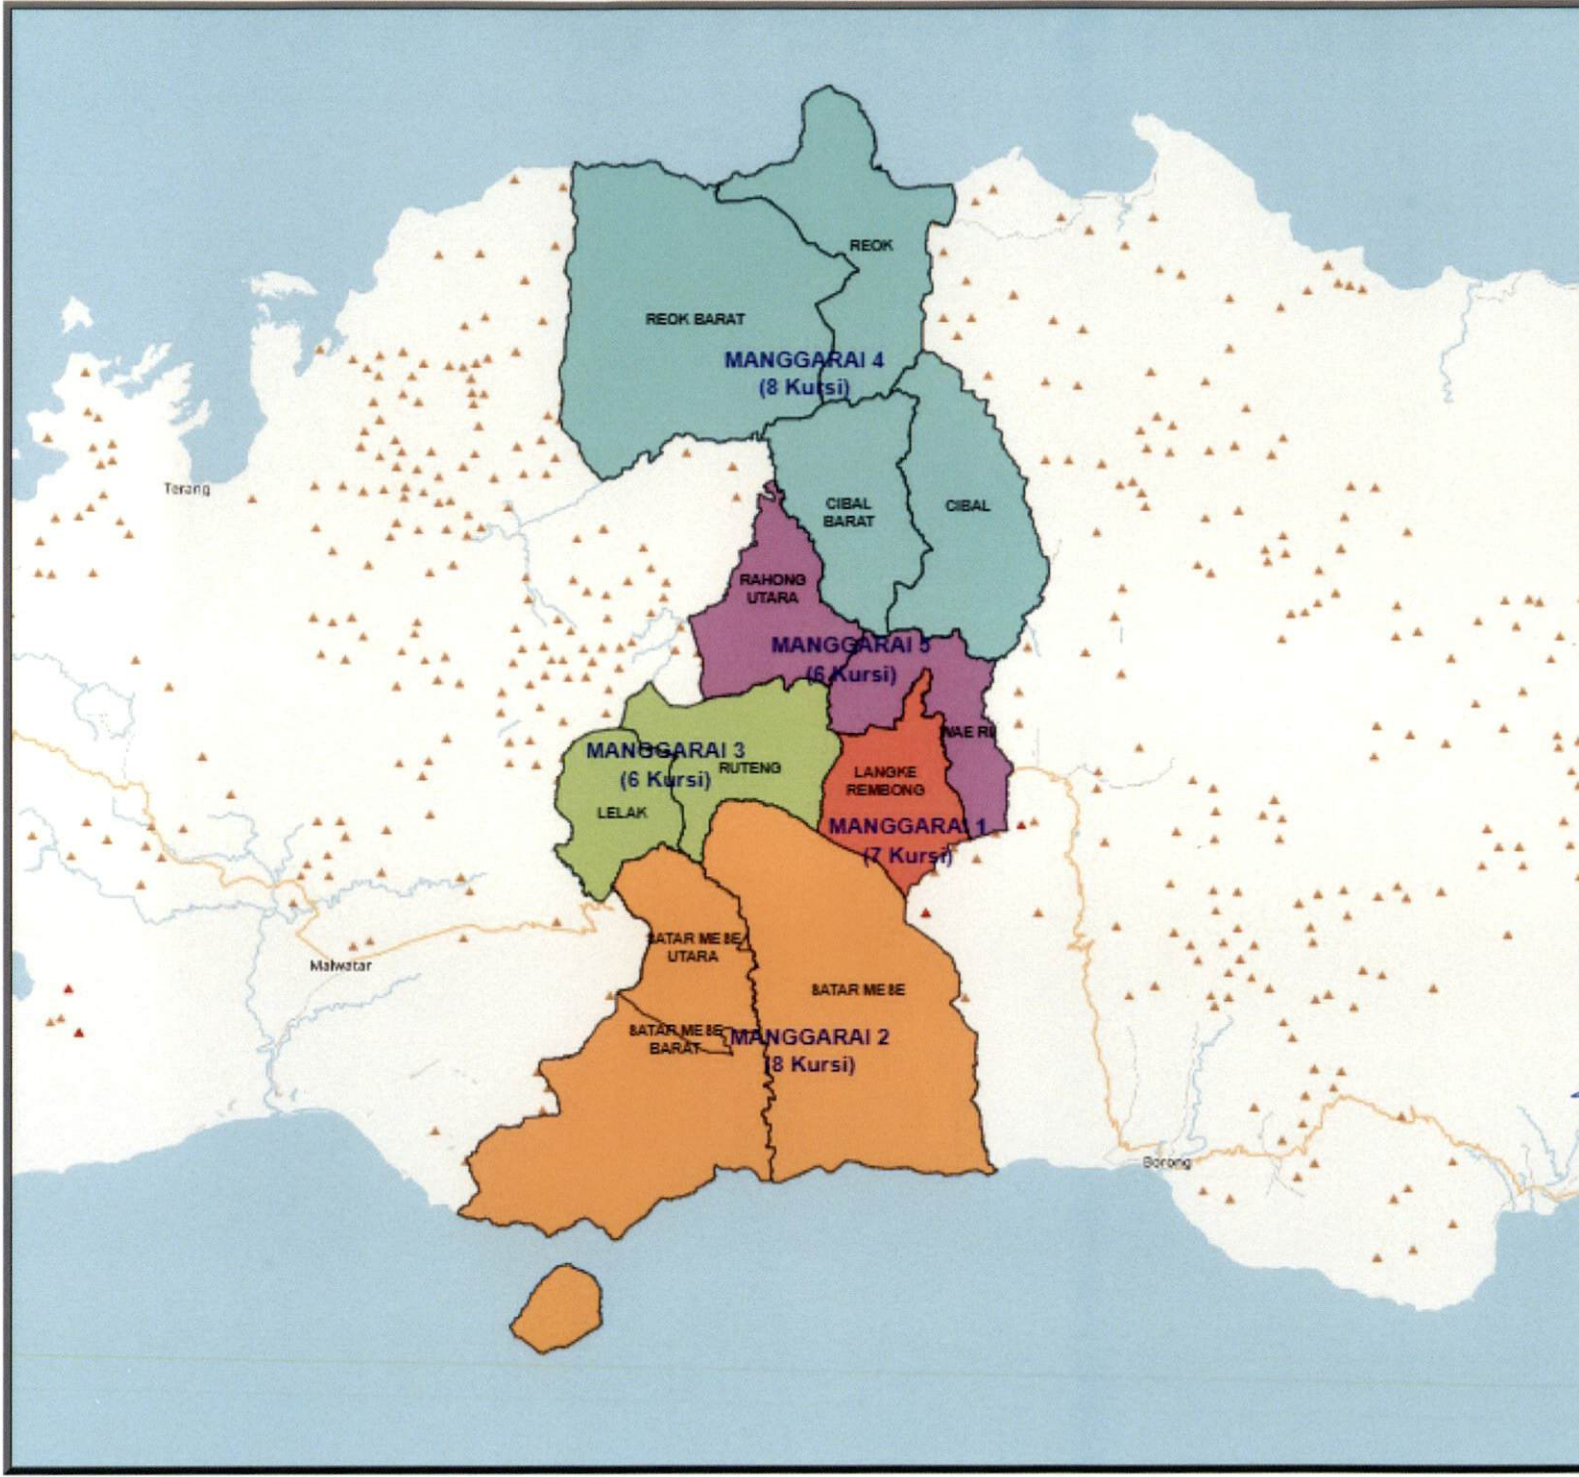 REOK
REOK BARAT
MANGGARAI 4
(8 Kursi)
Terang
CIBAL
BARAT
CIBAL
RAHONG
UTARA
MANGGARAI 5
(6 Kursi)
WAE RI
MANGGARAI 3
(6 Kursi)
RUTENG
LANGKE
REMBONG
LELAK
MANGGARAI 1
(7 Kursi)
SATAR MESE
UTARA
Malwatar
SATAR MESE
SATAR MESE
BARAT
MANGGARAI 2
(8 Kursi)
Borong